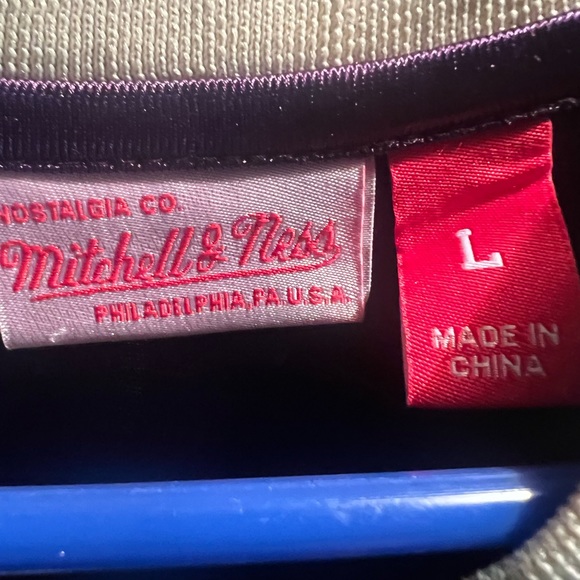 NOSTALGIA CO.
Mitchell & Ness
PHILADELPHIA, PA. U.S.A.
L
MADE IN
CHINA